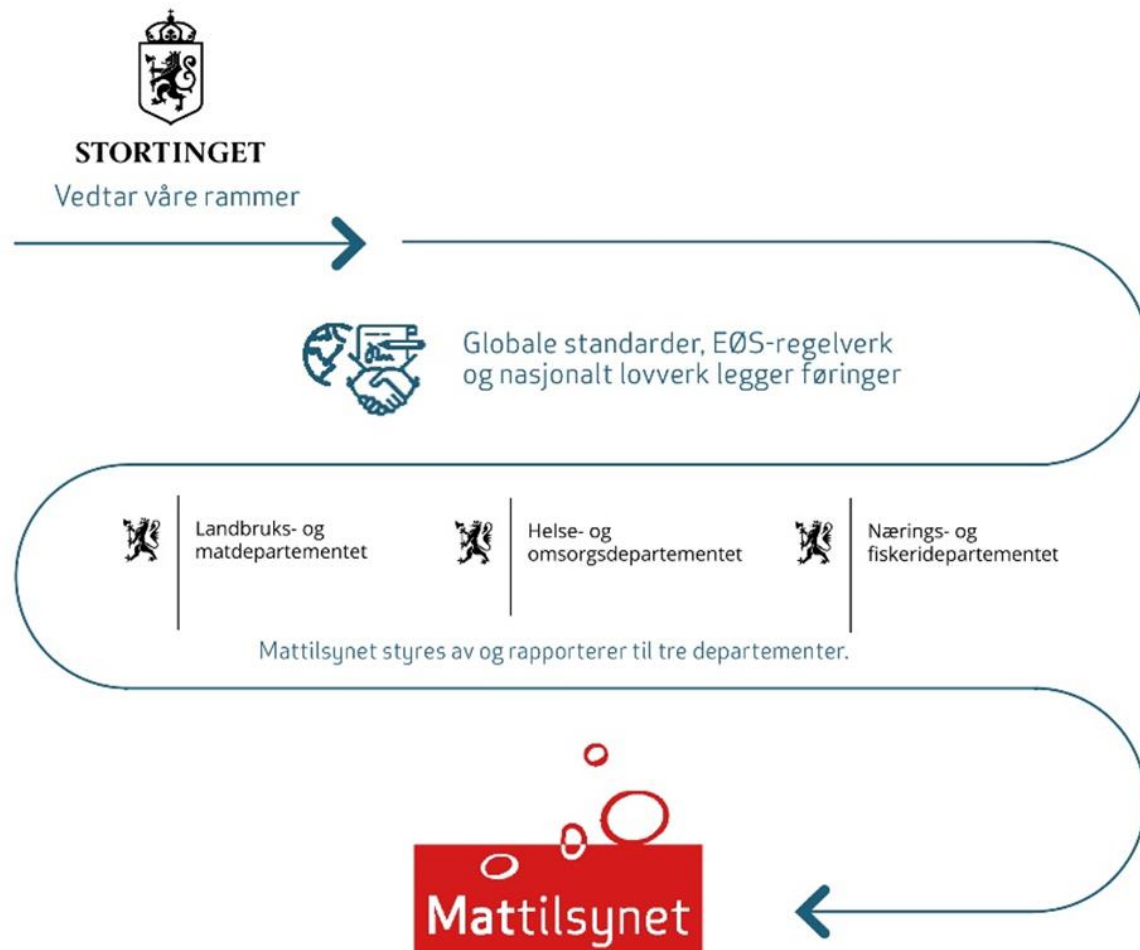 STORTINGET
Vedtar våre rammer
Globale standarder, EØS-regelverk
og nasjonalt lovverk legger føringer
Landbruks- og
matdepartementet
Helse- og
omsorgsdepartementet
Nærings- og
fiskeridepartementet
Mattilsynet styres av og rapporterer til tre departementer.
Mattilsynet